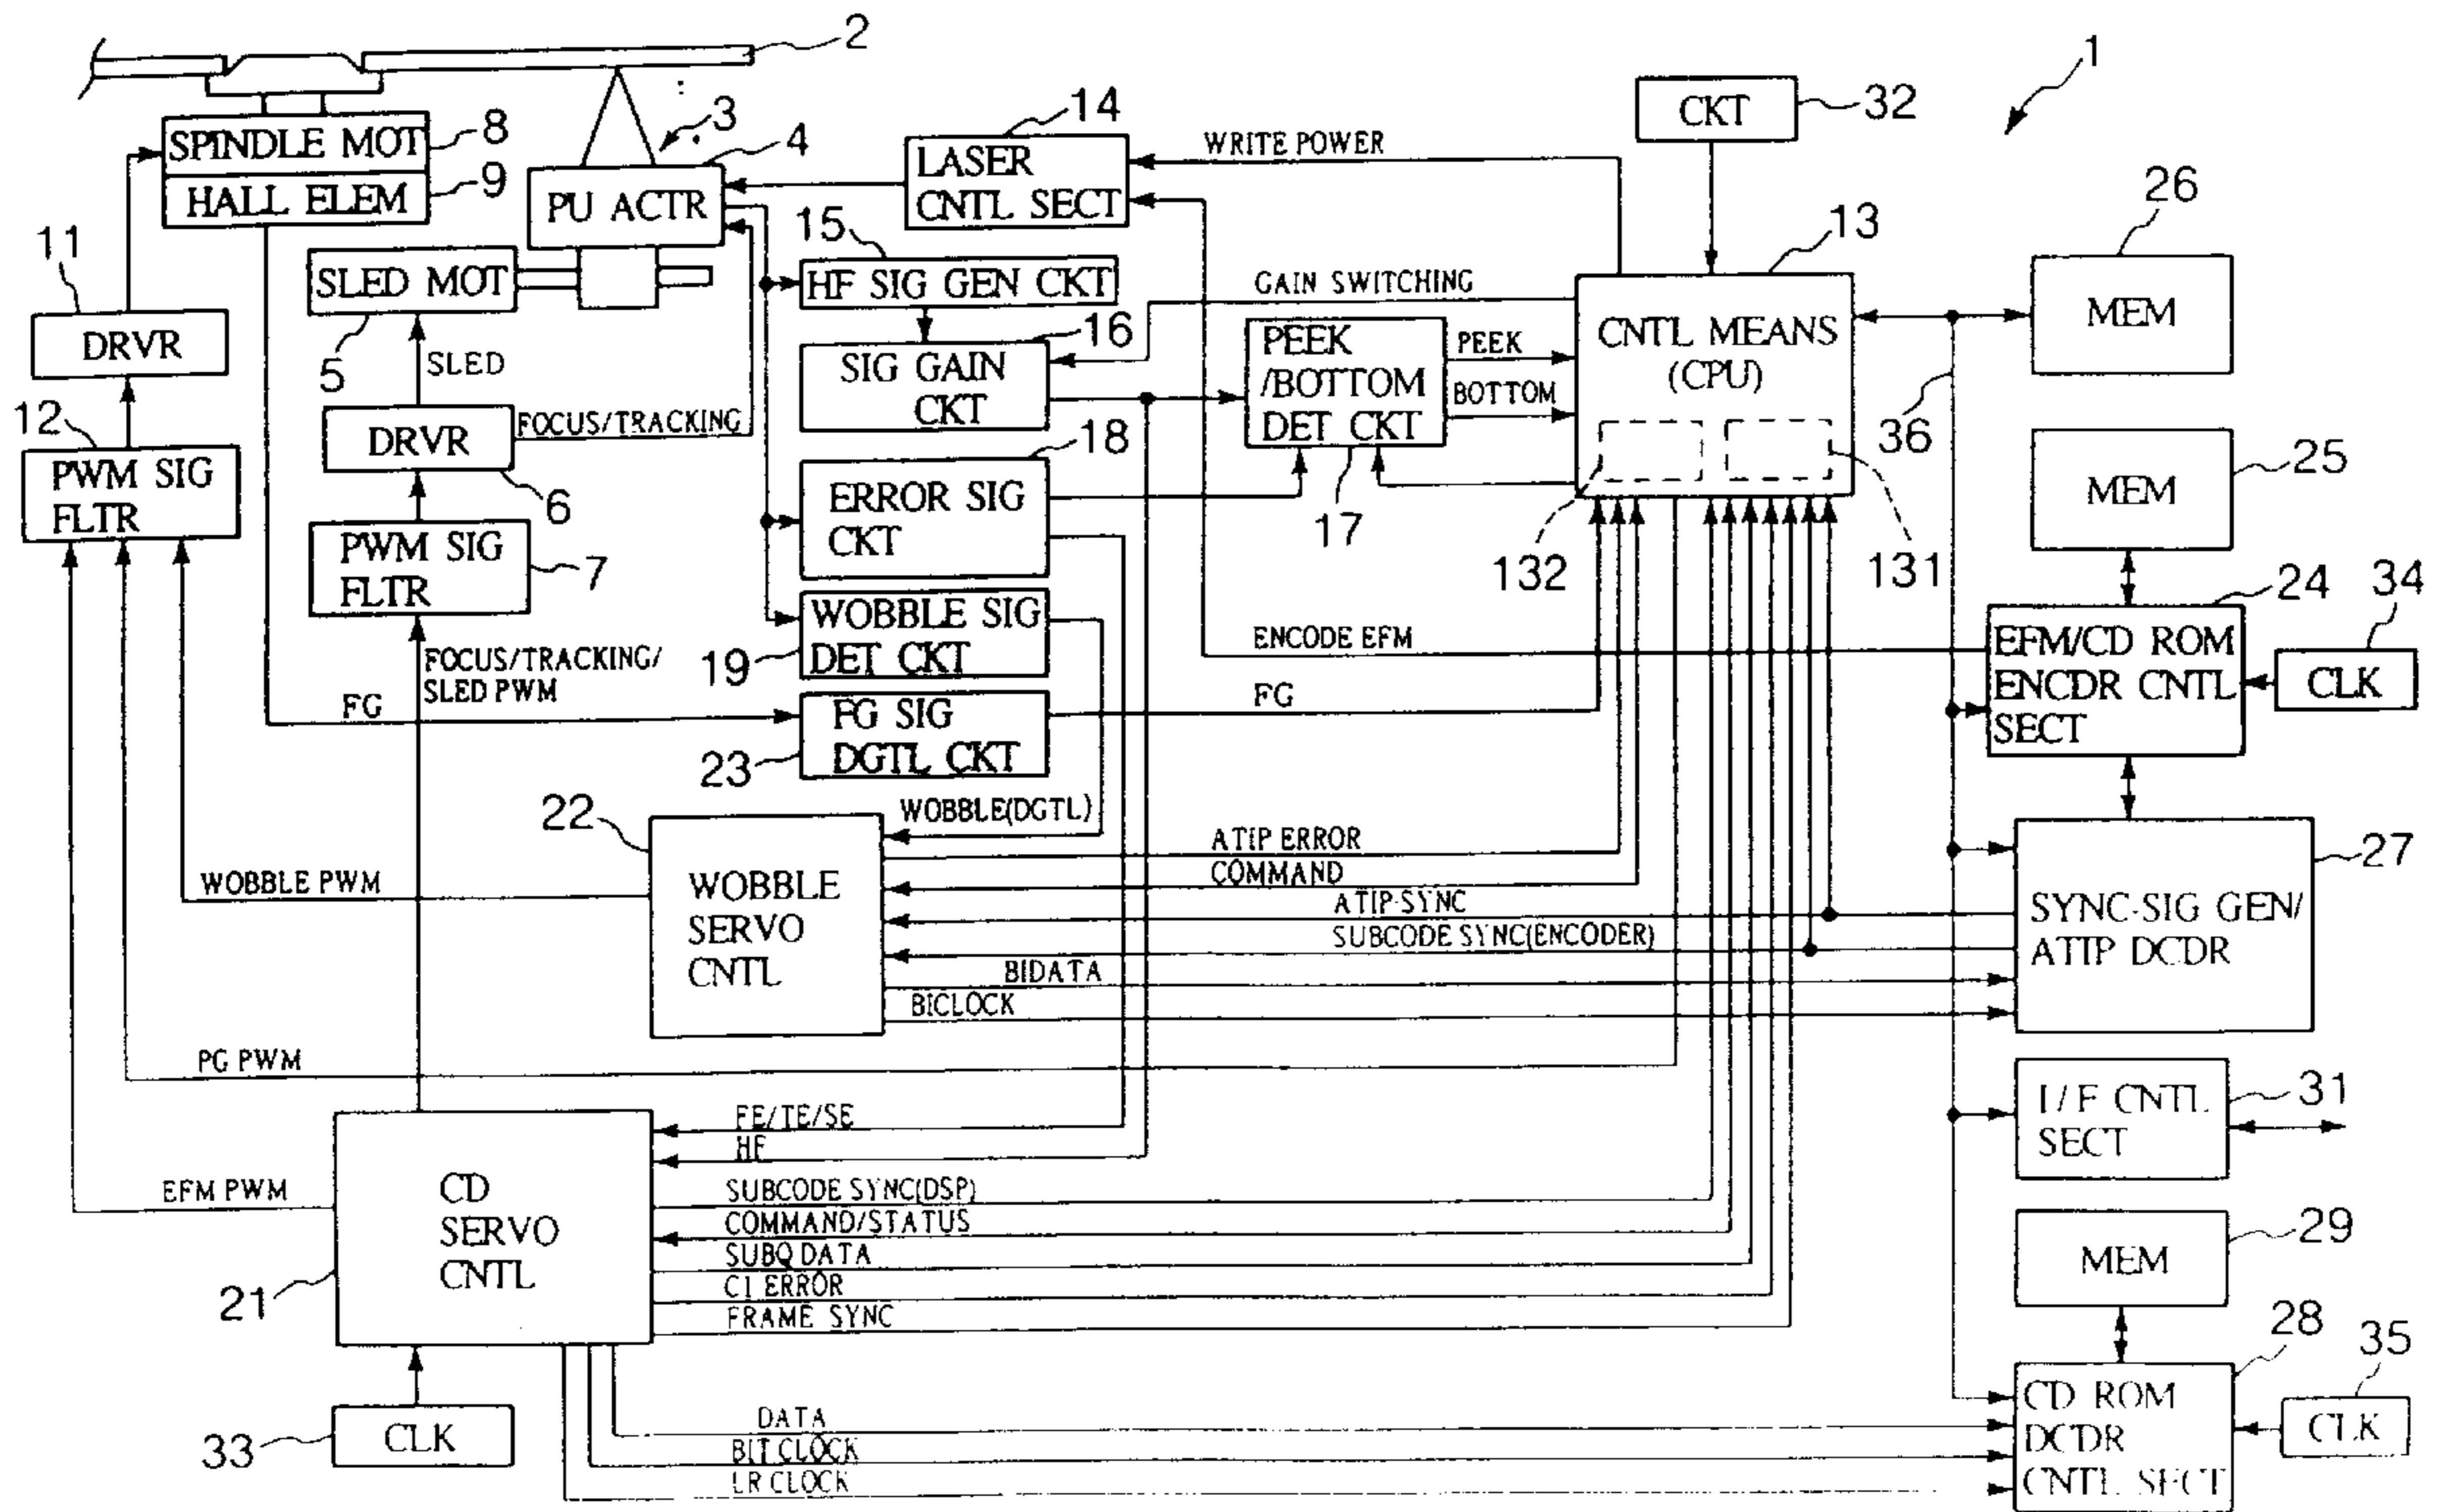 2
1
CKT
32
3
14
SPINDLE MOT
8
4
LASER
CNTL SECT
WRITE POWER
HALL ELEM
9
PU ACTR
13
26
11
15
SLED MOT
HF SIG GEN CKT
GAIN SWITCHING
MEM
DRVR
5
SLED
16
SIG GAIN
CKT
PEEK
/BOTTOM
DET CKT
PEEK
BOTTOM
CNTL MEANS
(CPU)
36
12
DRVR
FOCUS/TRACKING
18
25
PWM SIG
FLTR
6
ERROR SIG
CKT
17
132
131
MEM
PWM SIG
FLTR
7
24
34
19
WOBBLE SIG
DET CKT
ENCODE EFM
EFM/CD ROM
ENCDR CNTL
SECT
CLK
FOCUS/TRACKING/
SLED PWM
FG
23
FG SIG
DGTL CKT
FG
22
WOBBLE(DGTL)
27
WOBBLE PWM
WOBBLE
SERVO
CNTL
ATIP ERROR
COMMAND
ATIP-SYNC
SUBCODE SYNC(ENCODER)
BIDATA
BICLOCK
SYNC-SIG GEN/
ATIP DCDR
PG PWM
I/F CNTL
SECT
31
FE/TE/SE
HF
EFM PWM
CD
SERVO
CNTL
21
SUBCODE SYNC(DSP)
COMMAND/STATUS
SUBQ DATA
C1 ERROR
FRAME SYNC
MEM
29
28
35
33
CLK
DATA
BIT CLOCK
LR CLOCK
CD ROM
DCDR
CNTL SECT
CLK